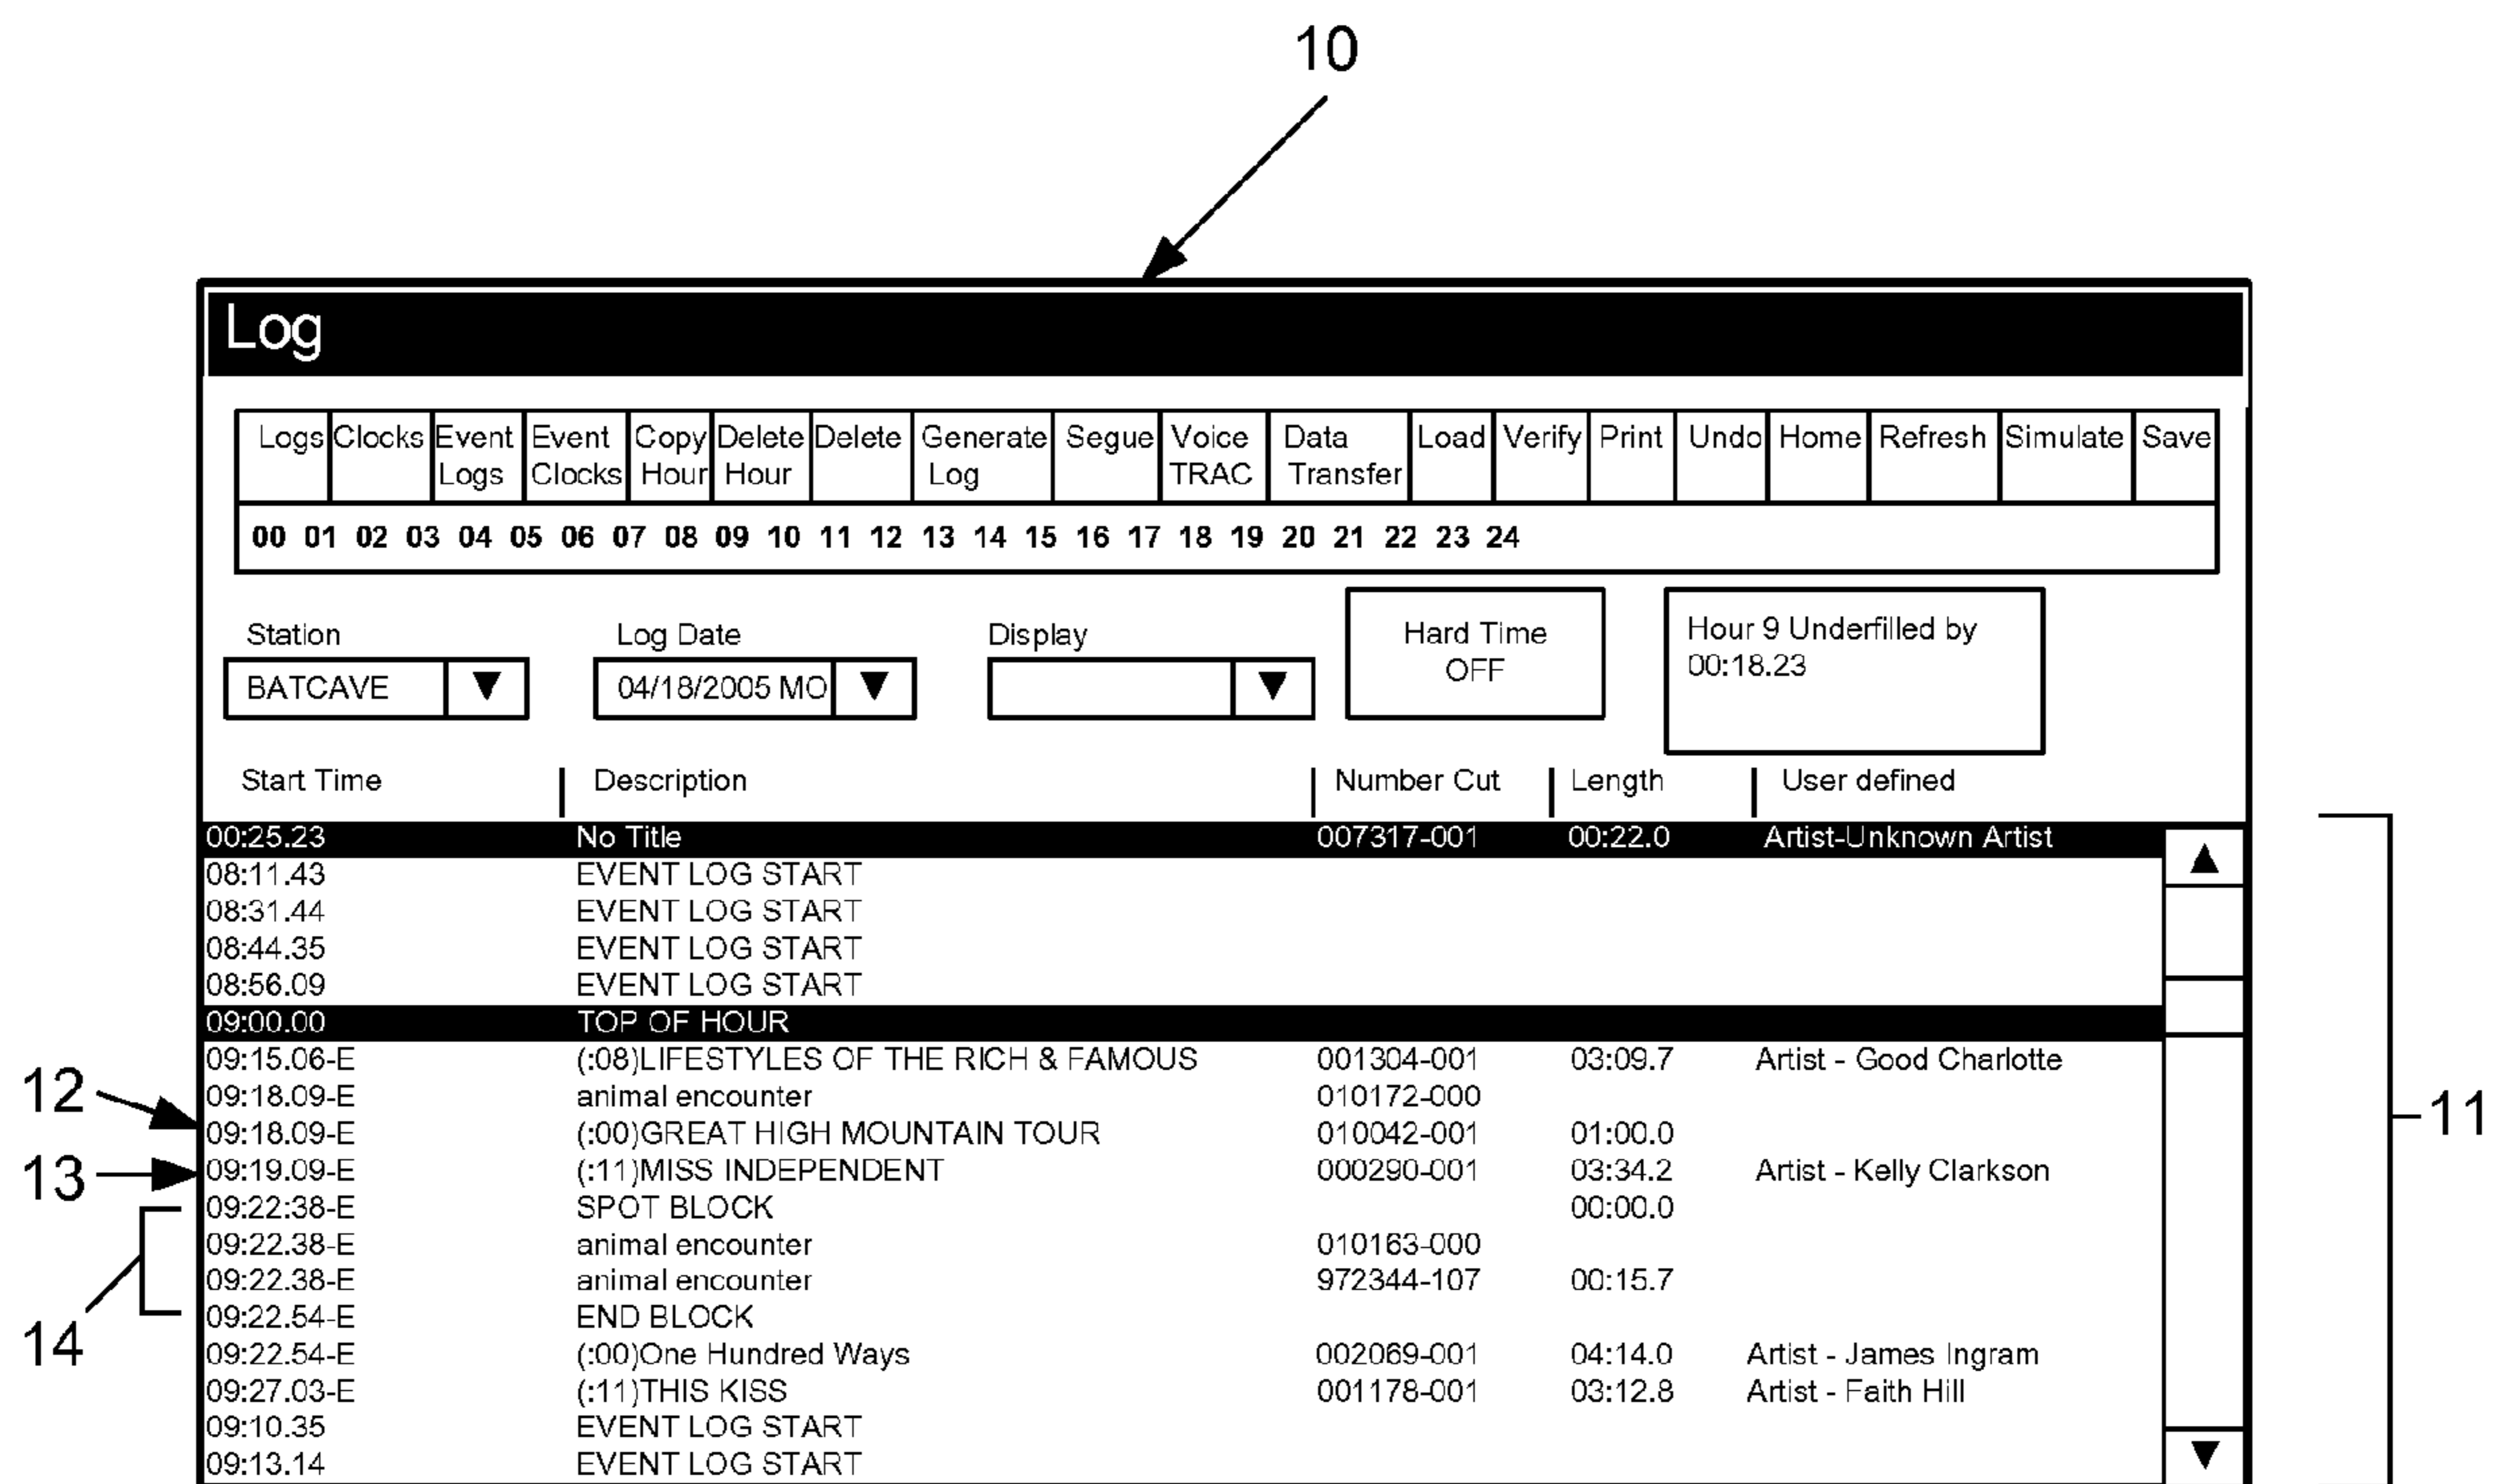 10
Log
Logs Clocks Event Logs Event Clocks Copy Hour Delete Hour Delete Generate Log Segue Voice TRAC Data Transfer Load Verify Print Undo Home Refresh Simulate Save
00 01 02 03 04 05 06 07 08 09 10 11 12 13 14 15 16 17 18 19 20 21 22 23 24
Station Log Date Display Hard Time OFF Hour 9 Underfilled by 00:18.23
BATCAVE 04/18/2005 MO
Start Time Description Number Cut Length User defined
00:25.23 No Title 007317-001 00:22.0 Artist-Unknown Artist
08:11.43 EVENT LOG START
08:31.44 EVENT LOG START
08:44.35 EVENT LOG START
08:56.09 EVENT LOG START
09:00.00 TOP OF HOUR
09:15.06-E (:08)LIFESTYLES OF THE RICH & FAMOUS 001304-001 03:09.7 Artist - Good Charlotte
12 09:18.09-E animal encounter 010172-000 11
09:18.09-E (:00)GREAT HIGH MOUNTAIN TOUR 010042-001 01:00.0
13 09:19.09-E (:11)MISS INDEPENDENT 000290-001 03:34.2 Artist - Kelly Clarkson
09:22:38-E SPOT BLOCK 00:00.0
09:22.38-E animal encounter 010163-000
09:22.38-E animal encounter 972344-107 00:15.7
09:22.54-E END BLOCK
14 09:22.54-E (:00)One Hundred Ways 002069-001 04:14.0 Artist - James Ingram
09:27.03-E (:11)THIS KISS 001178-001 03:12.8 Artist - Faith Hill
09:10.35 EVENT LOG START
09:13.14 EVENT LOG START